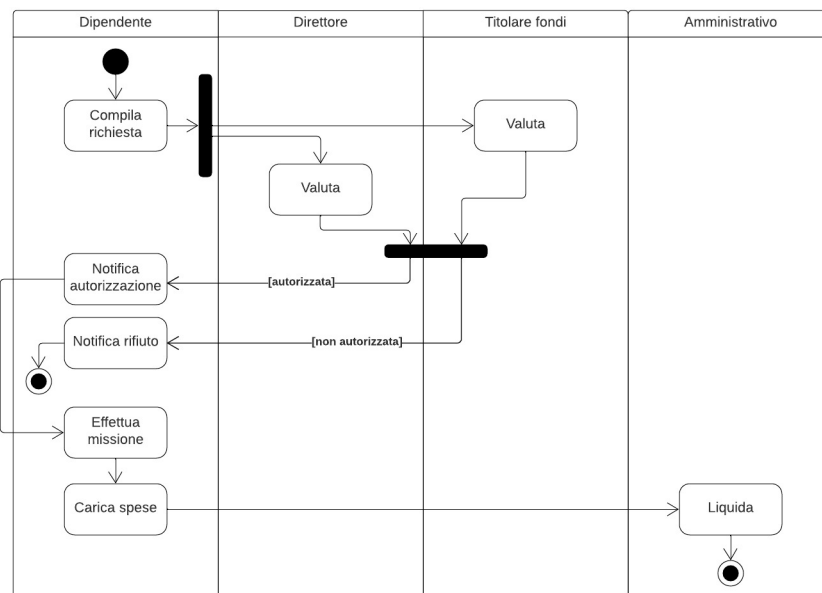 Dipendente
Direttore
Titolare fondi
Amministrativo
Compila
richiesta
Valuta
Valuta
Notifica
autorizzazione
[autorizzata]
Notifica rifiuto
[non autorizzata]
Effettua
missione
Carica spese
Liquida